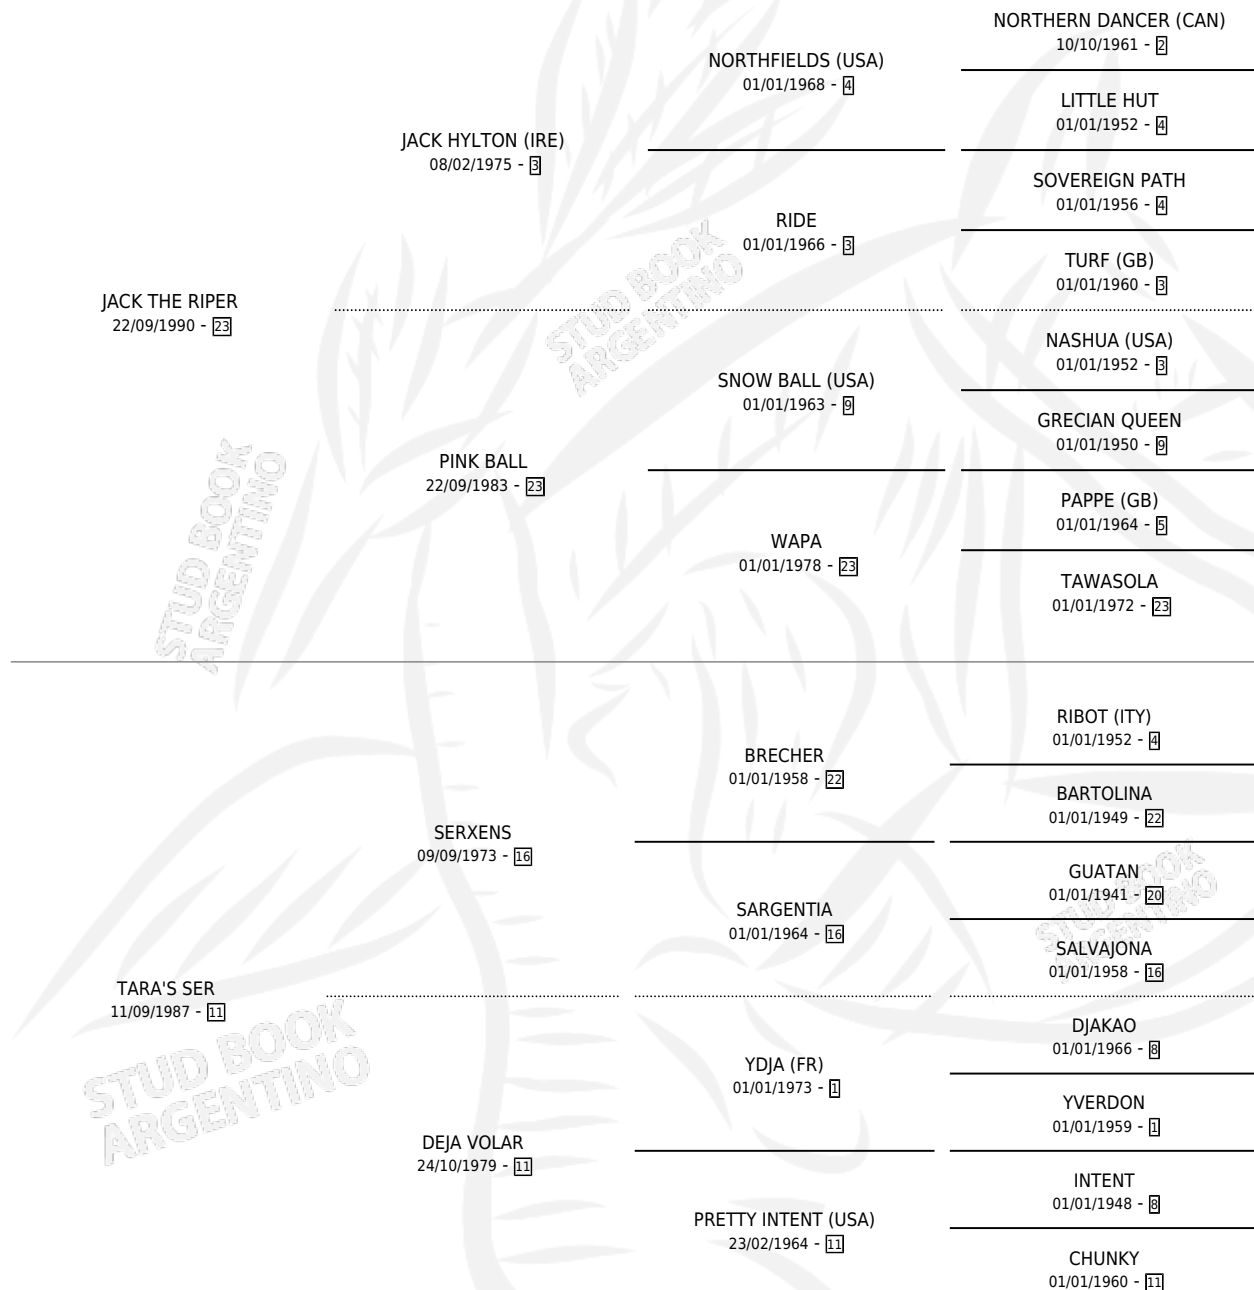 NORTHERN DANCER (CAN)
10/10/1961 - 2
NORTHFIELDS (USA)
01/01/1968 - 4
LITTLE HUT
01/01/1952 - 4
JACK HYLTON (IRE)
08/02/1975 - 3
SOVEREIGN PATH
01/01/1956 - 4
RIDE
01/01/1966 - 3
TURF (GB)
01/01/1960 - 3
JACK THE RIPER
22/09/1990 - 23
NASHUA (USA)
01/01/1952 - 3
SNOW BALL (USA)
01/01/1963 - 9
GRECIAN QUEEN
01/01/1950 - 9
PINK BALL
22/09/1983 - 23
PAPPE (GB)
01/01/1964 - 5
WAPA
01/01/1978 - 23
TAWASOLA
01/01/1972 - 23
RIBOT (ITY)
01/01/1952 - 4
BRECHER
01/01/1958 - 22
BARTOLINA
01/01/1949 - 22
SERXENS
09/09/1973 - 16
GUATAN
01/01/1941 - 20
SARGENTIA
01/01/1964 - 16
SALVAJONA
01/01/1958 - 16
TARA'S SER
11/09/1987 - 11
DJAKAO
01/01/1966 - 8
YDJA (FR)
01/01/1973 - 1
YVERDON
01/01/1959 - 1
DEJA VOLAR
24/10/1979 - 11
INTENT
01/01/1948 - 8
PRETTY INTENT (USA)
23/02/1964 - 11
CHUNKY
01/01/1960 - 11
STUD BOOK
ARGENTINO
STUD BOOK
ARGENTINO
STUD BOOK
ARGENTINO
STUD BOOK
ARGENTINO